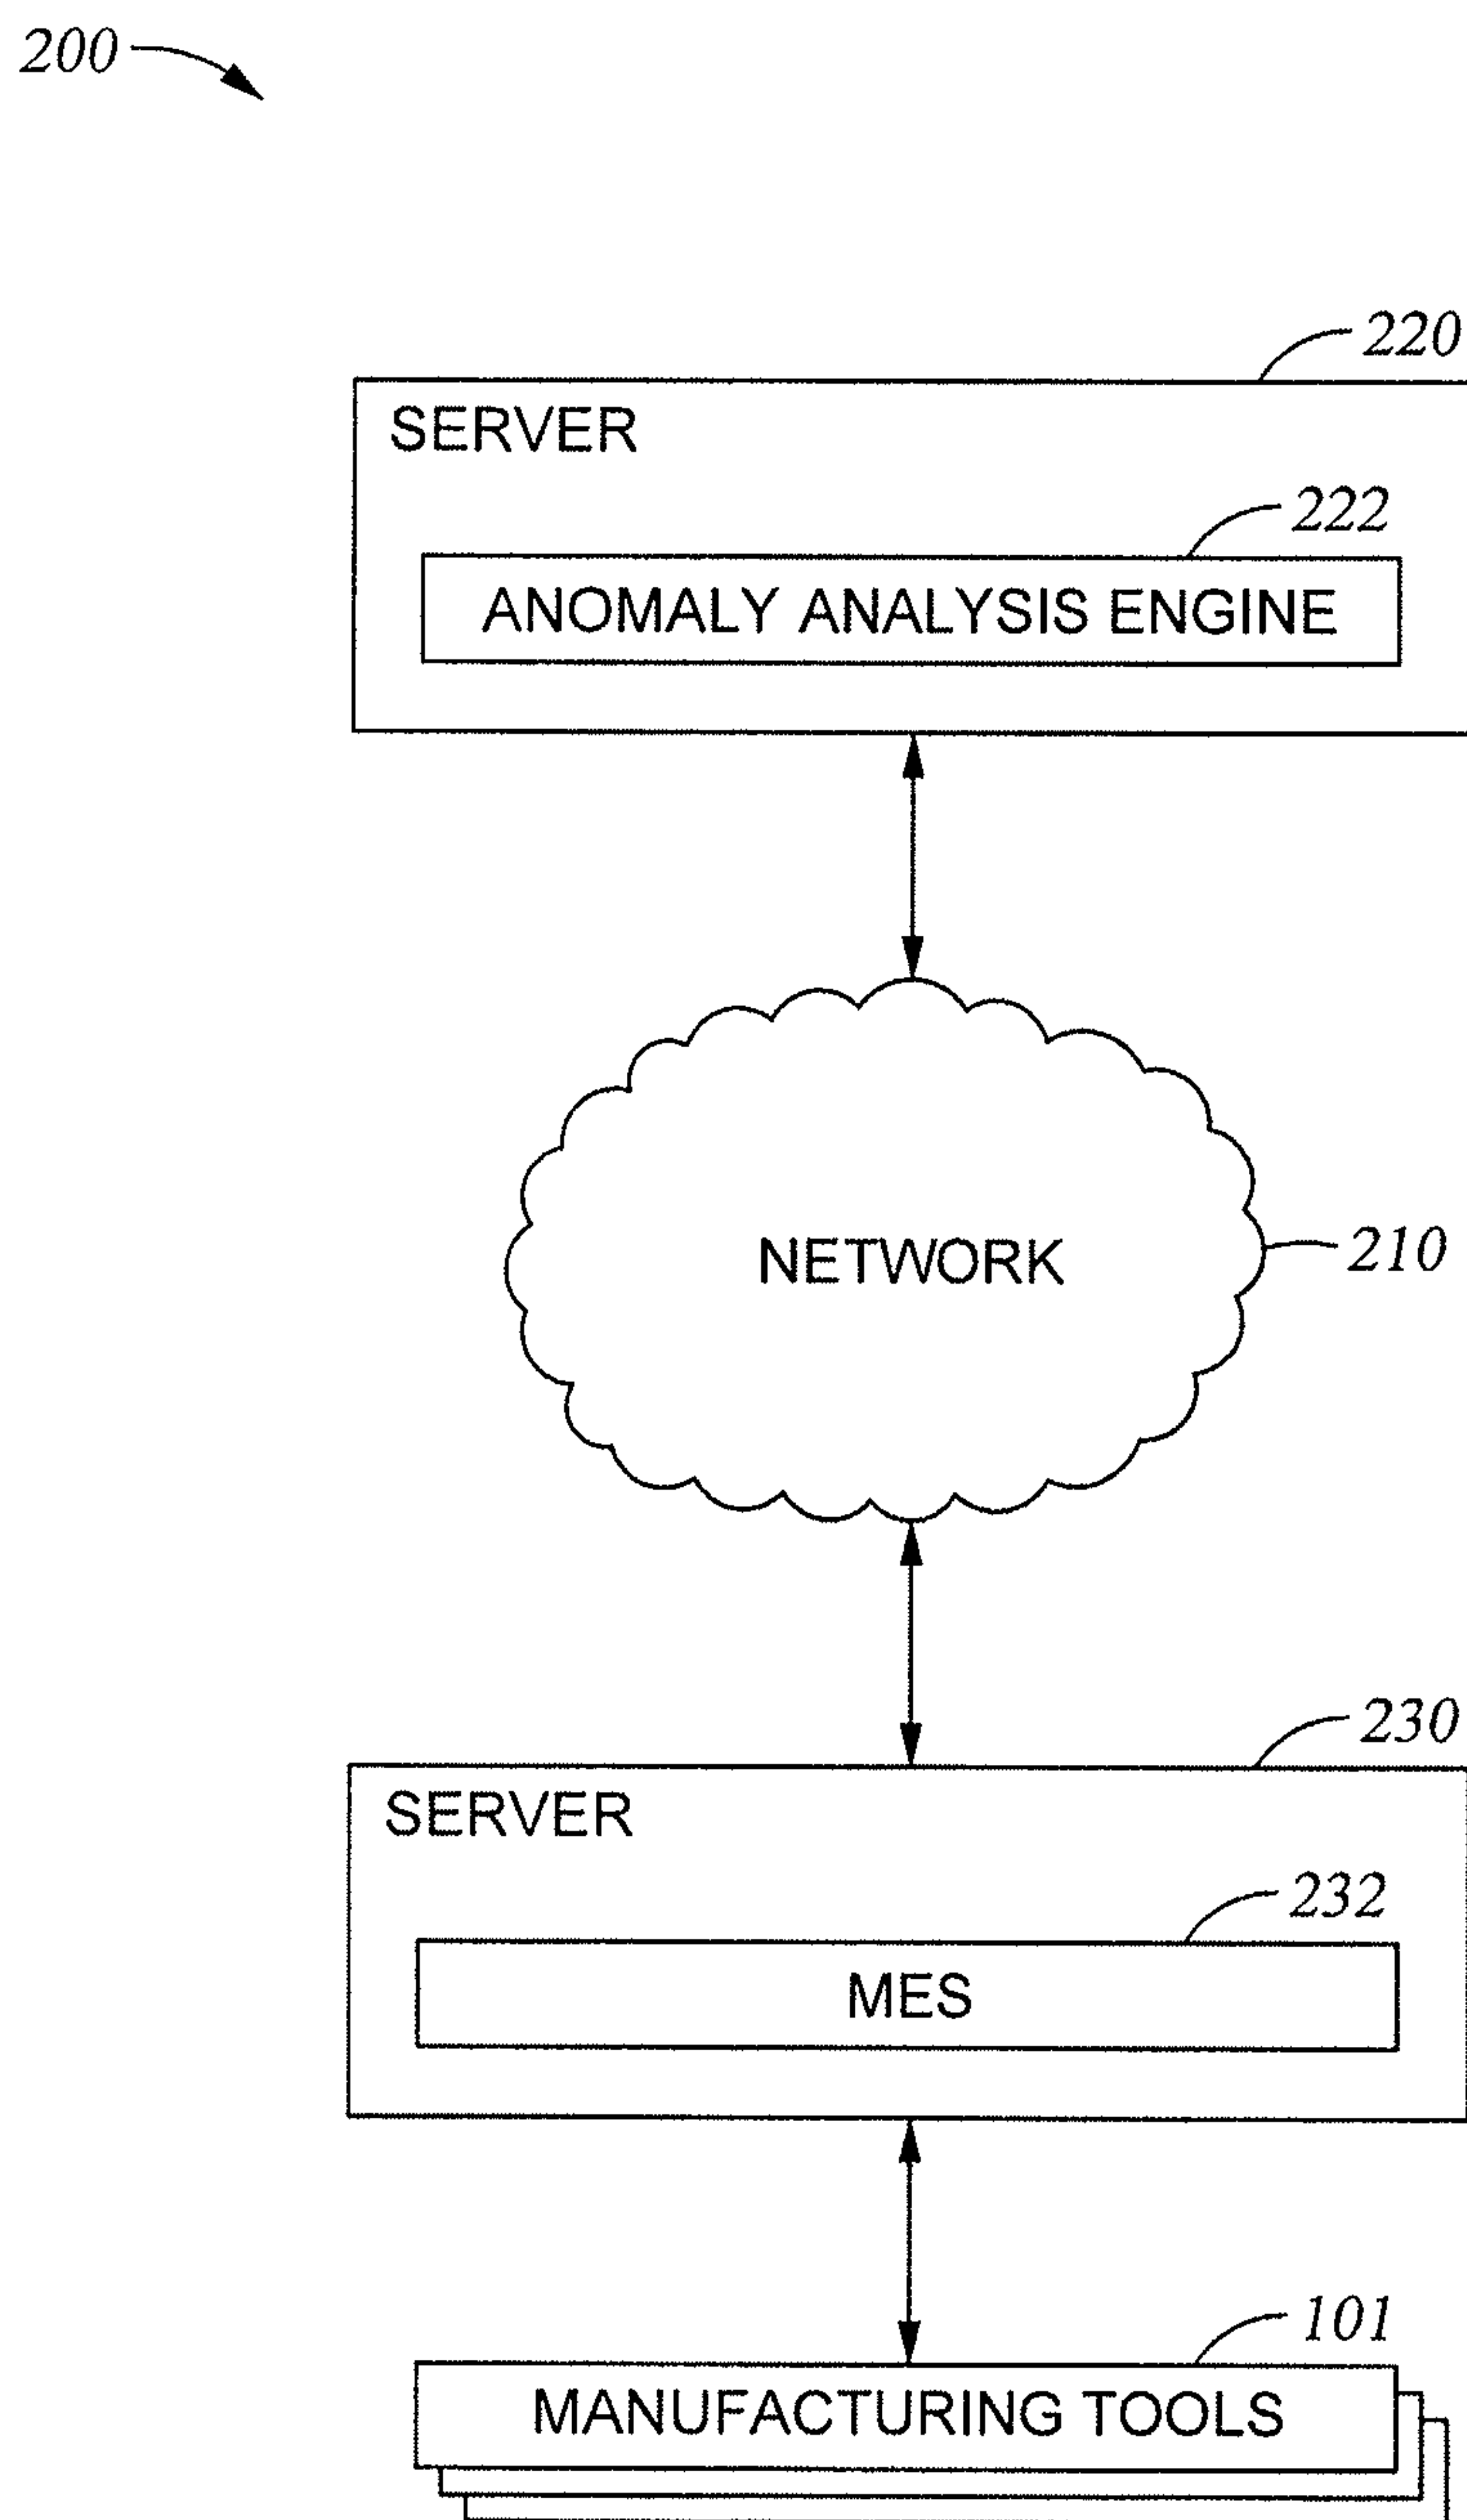 200
220
SERVER
222
ANOMALY ANALYSIS ENGINE
NETWORK
210
230
SERVER
232
MES
101
MANUFACTURING TOOLS